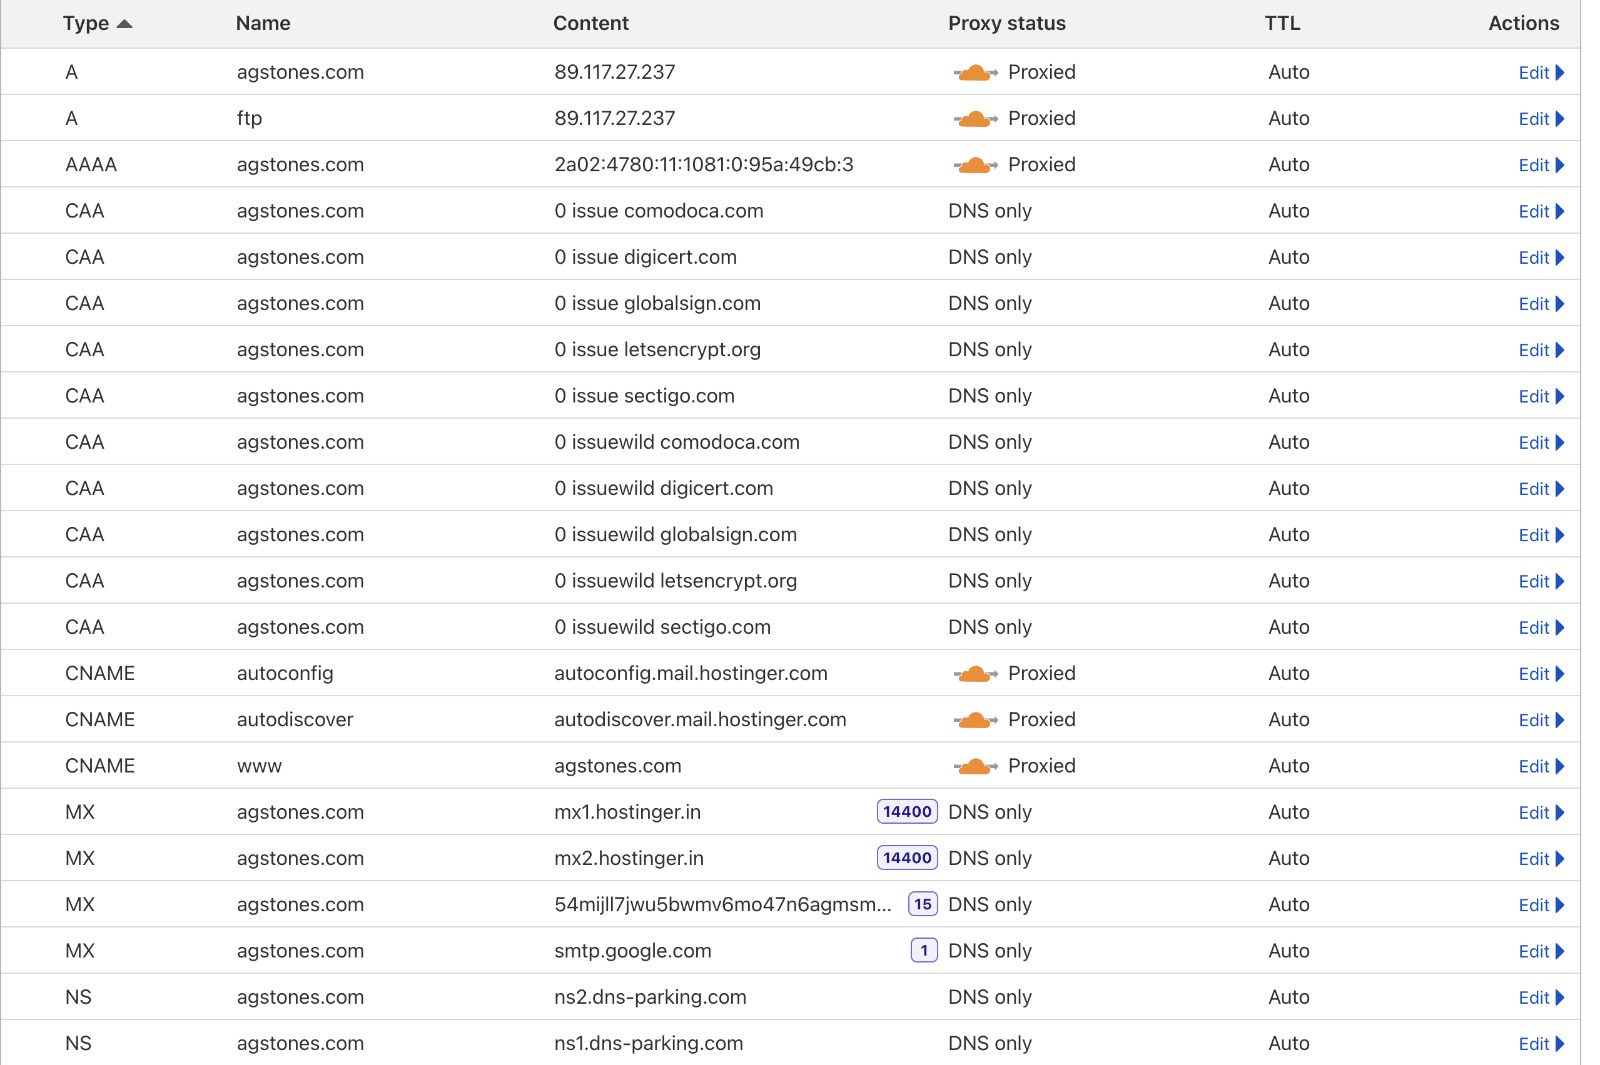 Type Name Content Proxy status TTL Actions
A agstones.com 89.117.27.237 Proxied Auto Edit
A ftp 89.117.27.237 Proxied Auto Edit
AAAA agstones.com 2a02:4780:11:1081:0:95a:49cb:3 Proxied Auto Edit
CAA agstones.com 0 issue comodoca.com DNS only Auto Edit
CAA agstones.com 0 issue digicert.com DNS only Auto Edit
CAA agstones.com 0 issue globalsign.com DNS only Auto Edit
CAA agstones.com 0 issue letsencrypt.org DNS only Auto Edit
CAA agstones.com 0 issue sectigo.com DNS only Auto Edit
CAA agstones.com 0 issuewild comodoca.com DNS only Auto Edit
CAA agstones.com 0 issuewild digicert.com DNS only Auto Edit
CAA agstones.com 0 issuewild globalsign.com DNS only Auto Edit
CAA agstones.com 0 issuewild letsencrypt.org DNS only Auto Edit
CAA agstones.com 0 issuewild sectigo.com DNS only Auto Edit
CNAME autoconfig autoconfig.mail.hostinger.com Proxied Auto Edit
CNAME autodiscover autodiscover.mail.hostinger.com Proxied Auto Edit
CNAME www agstones.com Proxied Auto Edit
MX agstones.com mx1.hostinger.in 14400 DNS only Auto Edit
MX agstones.com mx2.hostinger.in 14400 DNS only Auto Edit
MX agstones.com 54mijll7jwu5bwmv6mo47n6agmsm... 15 DNS only Auto Edit
MX agstones.com smtp.google.com 1 DNS only Auto Edit
NS agstones.com ns2.dns-parking.com DNS only Auto Edit
NS agstones.com ns1.dns-parking.com DNS only Auto Edit